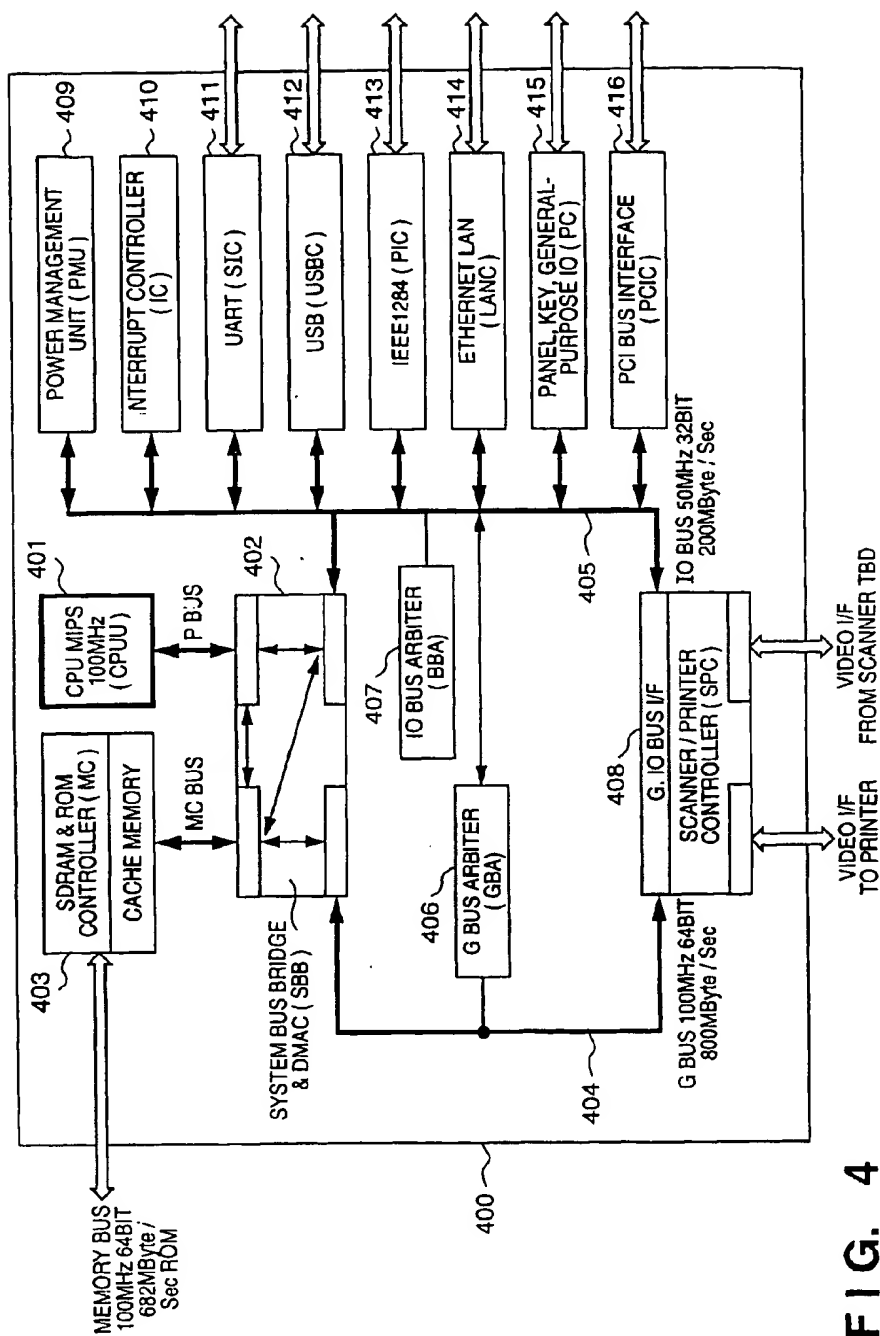 MEMORY BUS
100MHz 64BIT
682MByte /
Sec ROM
403
SDRAM & ROM
CONTROLLER ( MC )
CACHE MEMORY
MC BUS
401
CPU MIPS
100MHz
( CPUU )
P BUS
402
SYSTEM BUS BRIDGE
& DMAC ( SBB )
POWER MANAGEMENT
UNIT ( PMU )
409
INTERRUPT CONTROLLER
( IC )
410
UART ( SIC )
411
USB ( USBC )
412
IEEE1284 ( PIC )
413
ETHERNET LAN
( LANC )
414
PANEL, KEY, GENERAL-
PURPOSE IO ( PC )
415
PCI BUS INTERFACE
( PCIC )
416
407
IO BUS ARBITER
( BBA )
406
G BUS ARBITER
( GBA )
405
IO BUS 50MHz 32BIT
200MByte / Sec
404
G BUS 100MHz 64BIT
800MByte / Sec
408
G. IO BUS I/F
SCANNER / PRINTER
CONTROLLER ( SPC )
VIDEO I/F
TO PRINTER
VIDEO I/F
FROM SCANNER TBD
400
FIG. 4